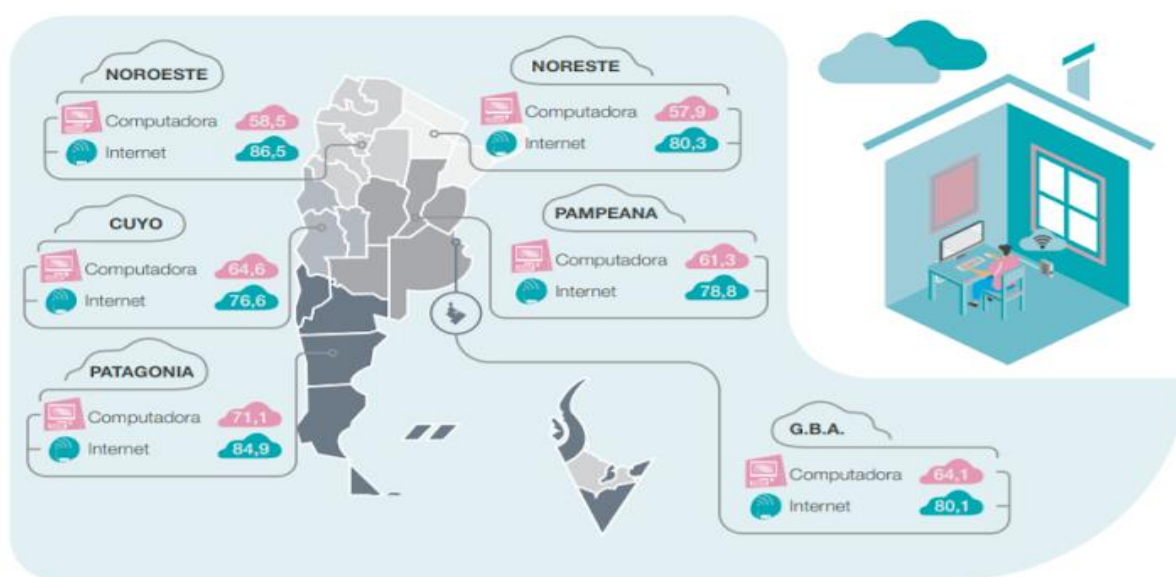 NOROESTE
Computadora 58,5
Internet 86,5
NORESTE
Computadora 57,9
Internet 80,3
CUYO
Computadora 64,6
Internet 76,6
PAMPEANA
Computadora 61,3
Internet 78,8
PATAGONIA
Computadora 71,1
Internet 84,9
G.B.A.
Computadora 64,1
Internet 80,1